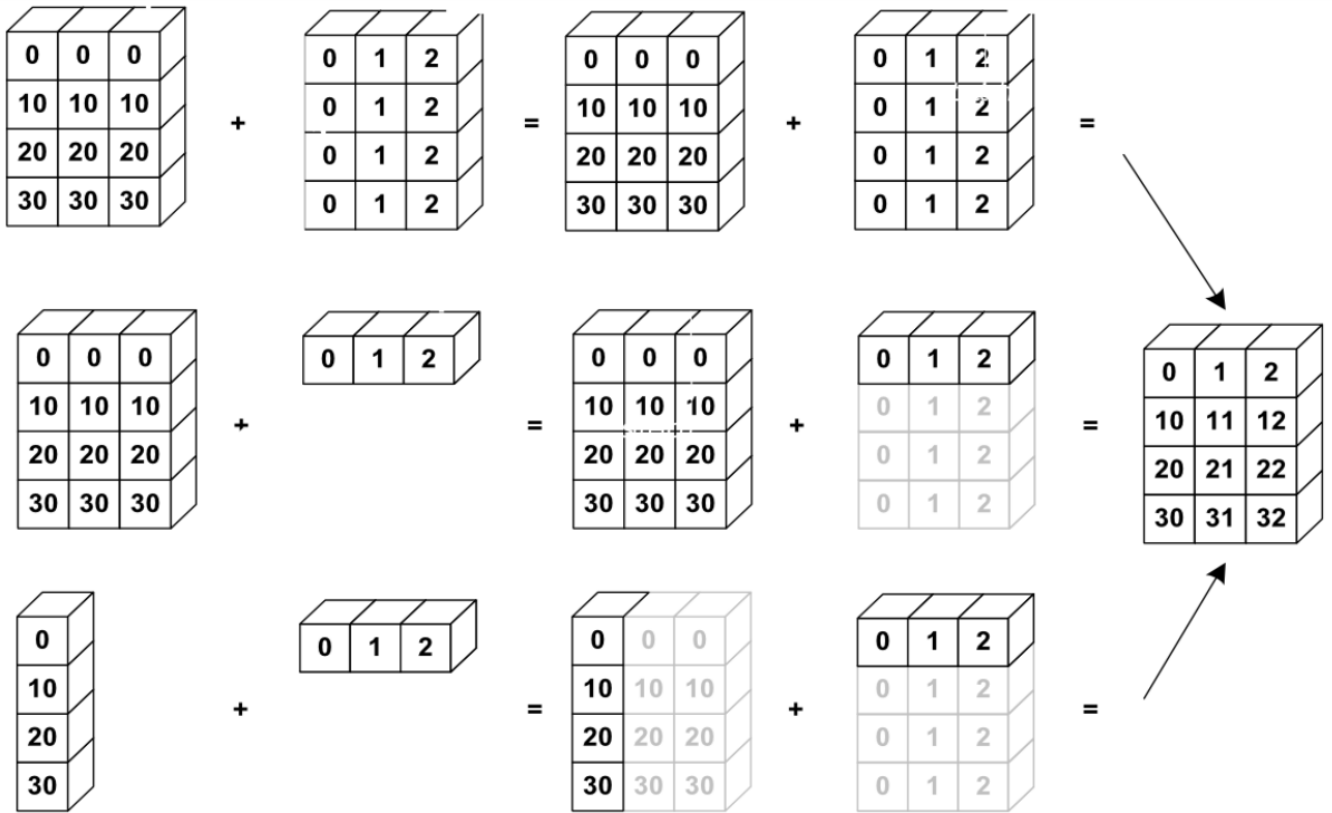 0 0 0 0 1 2 0 0 0 0 1 2
10 10 10 0 1 2 10 10 10 0 1 2
+ = + =
20 20 20 0 1 2 20 20 20 0 1 2
30 30 30 0 1 2 30 30 30 0 1 2
0 0 0 0 1 2 0 0 0 0 1 2
0 1 2
10 10 10 10 10 10 0 1 2
10 11 12
+ = + =
20 20 20 20 20 20 0 1 2
20 21 22
30 30 30 30 30 30 0 1 2
30 31 32
0 0 1 2 0 0 0 0 1 2
10 10 10 10 0 1 2
+ = + =
20 20 20 20 0 1 2
30 30 30 30 0 1 2